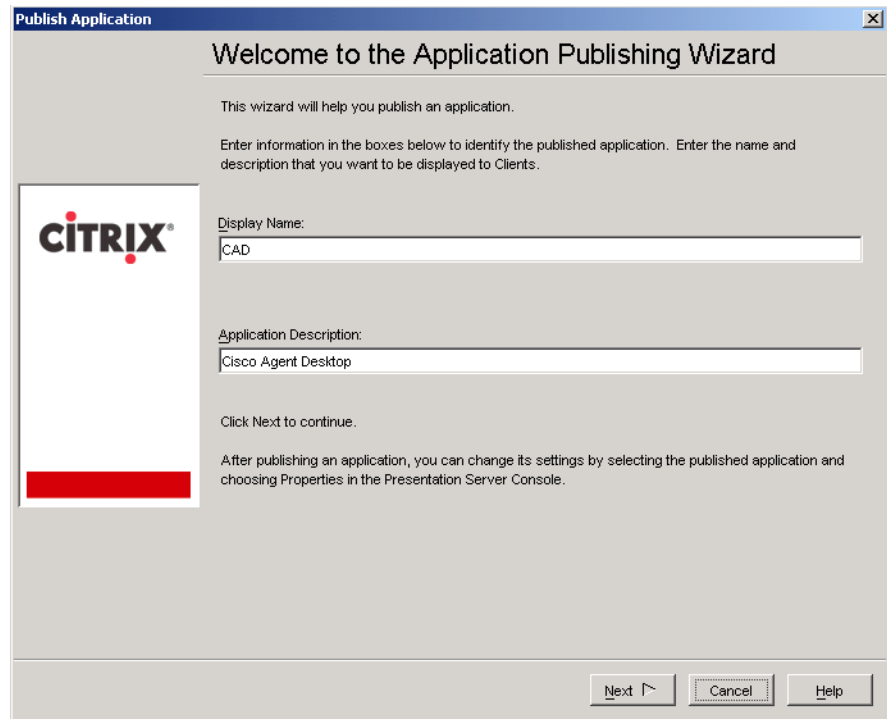 Publish Application
Welcome to the Application Publishing Wizard
This wizard will help you publish an application.
Enter information in the boxes below to identify the published application. Enter the name and
description that you want to be displayed to Clients.
CİTRIX®
Display Name:
CAD
Application Description:
Cisco Agent Desktop
Click Next to continue.
After publishing an application, you can change its settings by selecting the published application and
choosing Properties in the Presentation Server Console.
Next
Cancel
Help